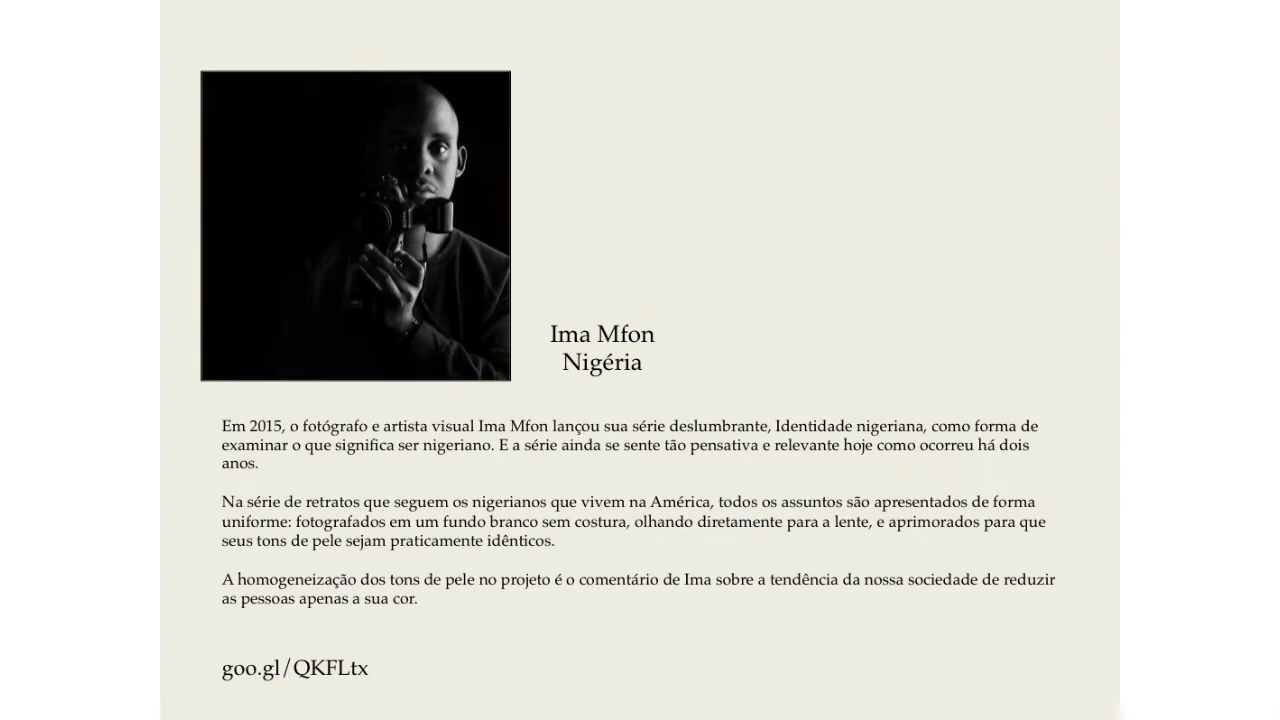 Ima Mfon
Nigéria
Em 2015, o fotógrafo e artista visual Ima Mfon lançou sua série deslumbrante, Identidade nigeriana, como forma de
examinar o que significa ser nigeriano. E a série ainda se sente tão pensativa e relevante hoje como ocorreu há dois
anos.
Na série de retratos que seguem os nigerianos que vivem na América, todos os assuntos são apresentados de forma
uniforme: fotografados em um fundo branco sem costura, olhando diretamente para a lente, e aprimorados para que
seus tons de pele sejam praticamente idênticos.
A homogeneização dos tons de pele no projeto é o comentário de Ima sobre a tendência da nossa sociedade de reduzir
as pessoas apenas a sua cor.
goo.gl/QKFLtx